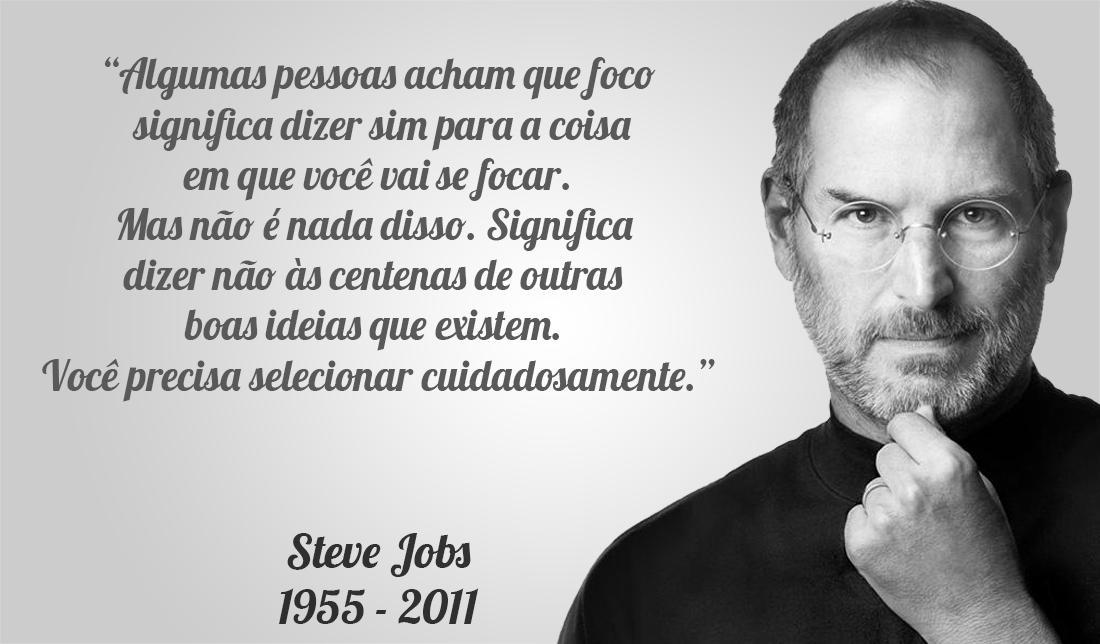 “Algumas pessoas acham que foco
significa dizer sim para a coisa
em que você vai se focar.
Mas não é nada disso. Significa
dizer não às centenas de outras
boas ideias que existem.
Você precisa selecionar cuidadosamente.”
Steve Jobs
1955 - 2011